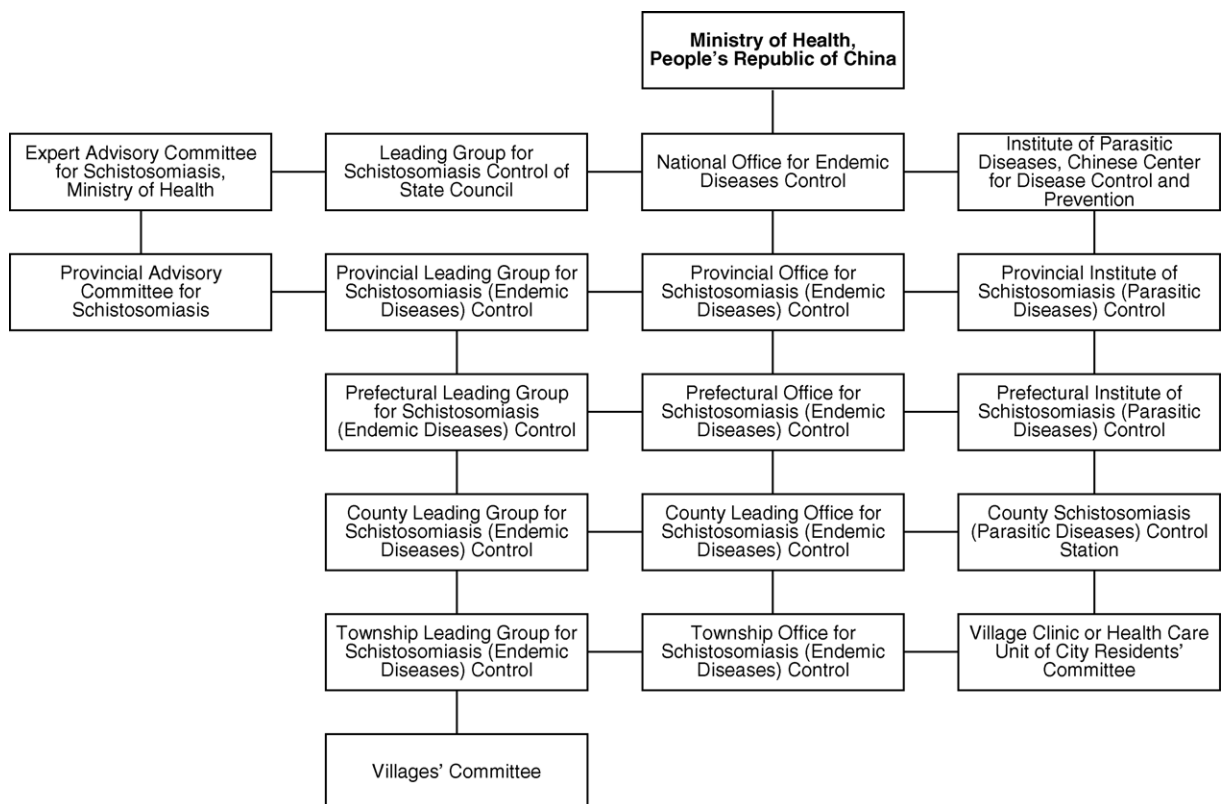 Ministry of Health,
People's Republic of China
Expert Advisory Committee
for Schistosomiasis,
Ministry of Health
Leading Group for
Schistosomiasis Control of
State Council
National Office for Endemic
Diseases Control
Institute of Parasitic
Diseases, Chinese Center
for Disease Control and
Prevention
Provincial Advisory
Committee for
Schistosomiasis
Provincial Leading Group for
Schistosomiasis (Endemic
Diseases) Control
Provincial Office for
Schistosomiasis (Endemic
Diseases) Control
Provincial Institute of
Schistosomiasis (Parasitic
Diseases) Control
Prefectural Leading Group
for Schistosomiasis
(Endemic Diseases) Control
Prefectural Office for
Schistosomiasis (Endemic
Diseases) Control
Prefectural Institute of
Schistosomiasis (Parasitic
Diseases) Control
County Leading Group for
Schistosomiasis (Endemic
Diseases) Control
County Leading Office for
Schistosomiasis (Endemic
Diseases) Control
County Schistosomiasis
(Parasitic Diseases) Control
Station
Township Leading Group for
Schistosomiasis (Endemic
Diseases) Control
Township Office for
Schistosomiasis (Endemic
Diseases) Control
Village Clinic or Health Care
Unit of City Residents'
Committee
Villages' Committee